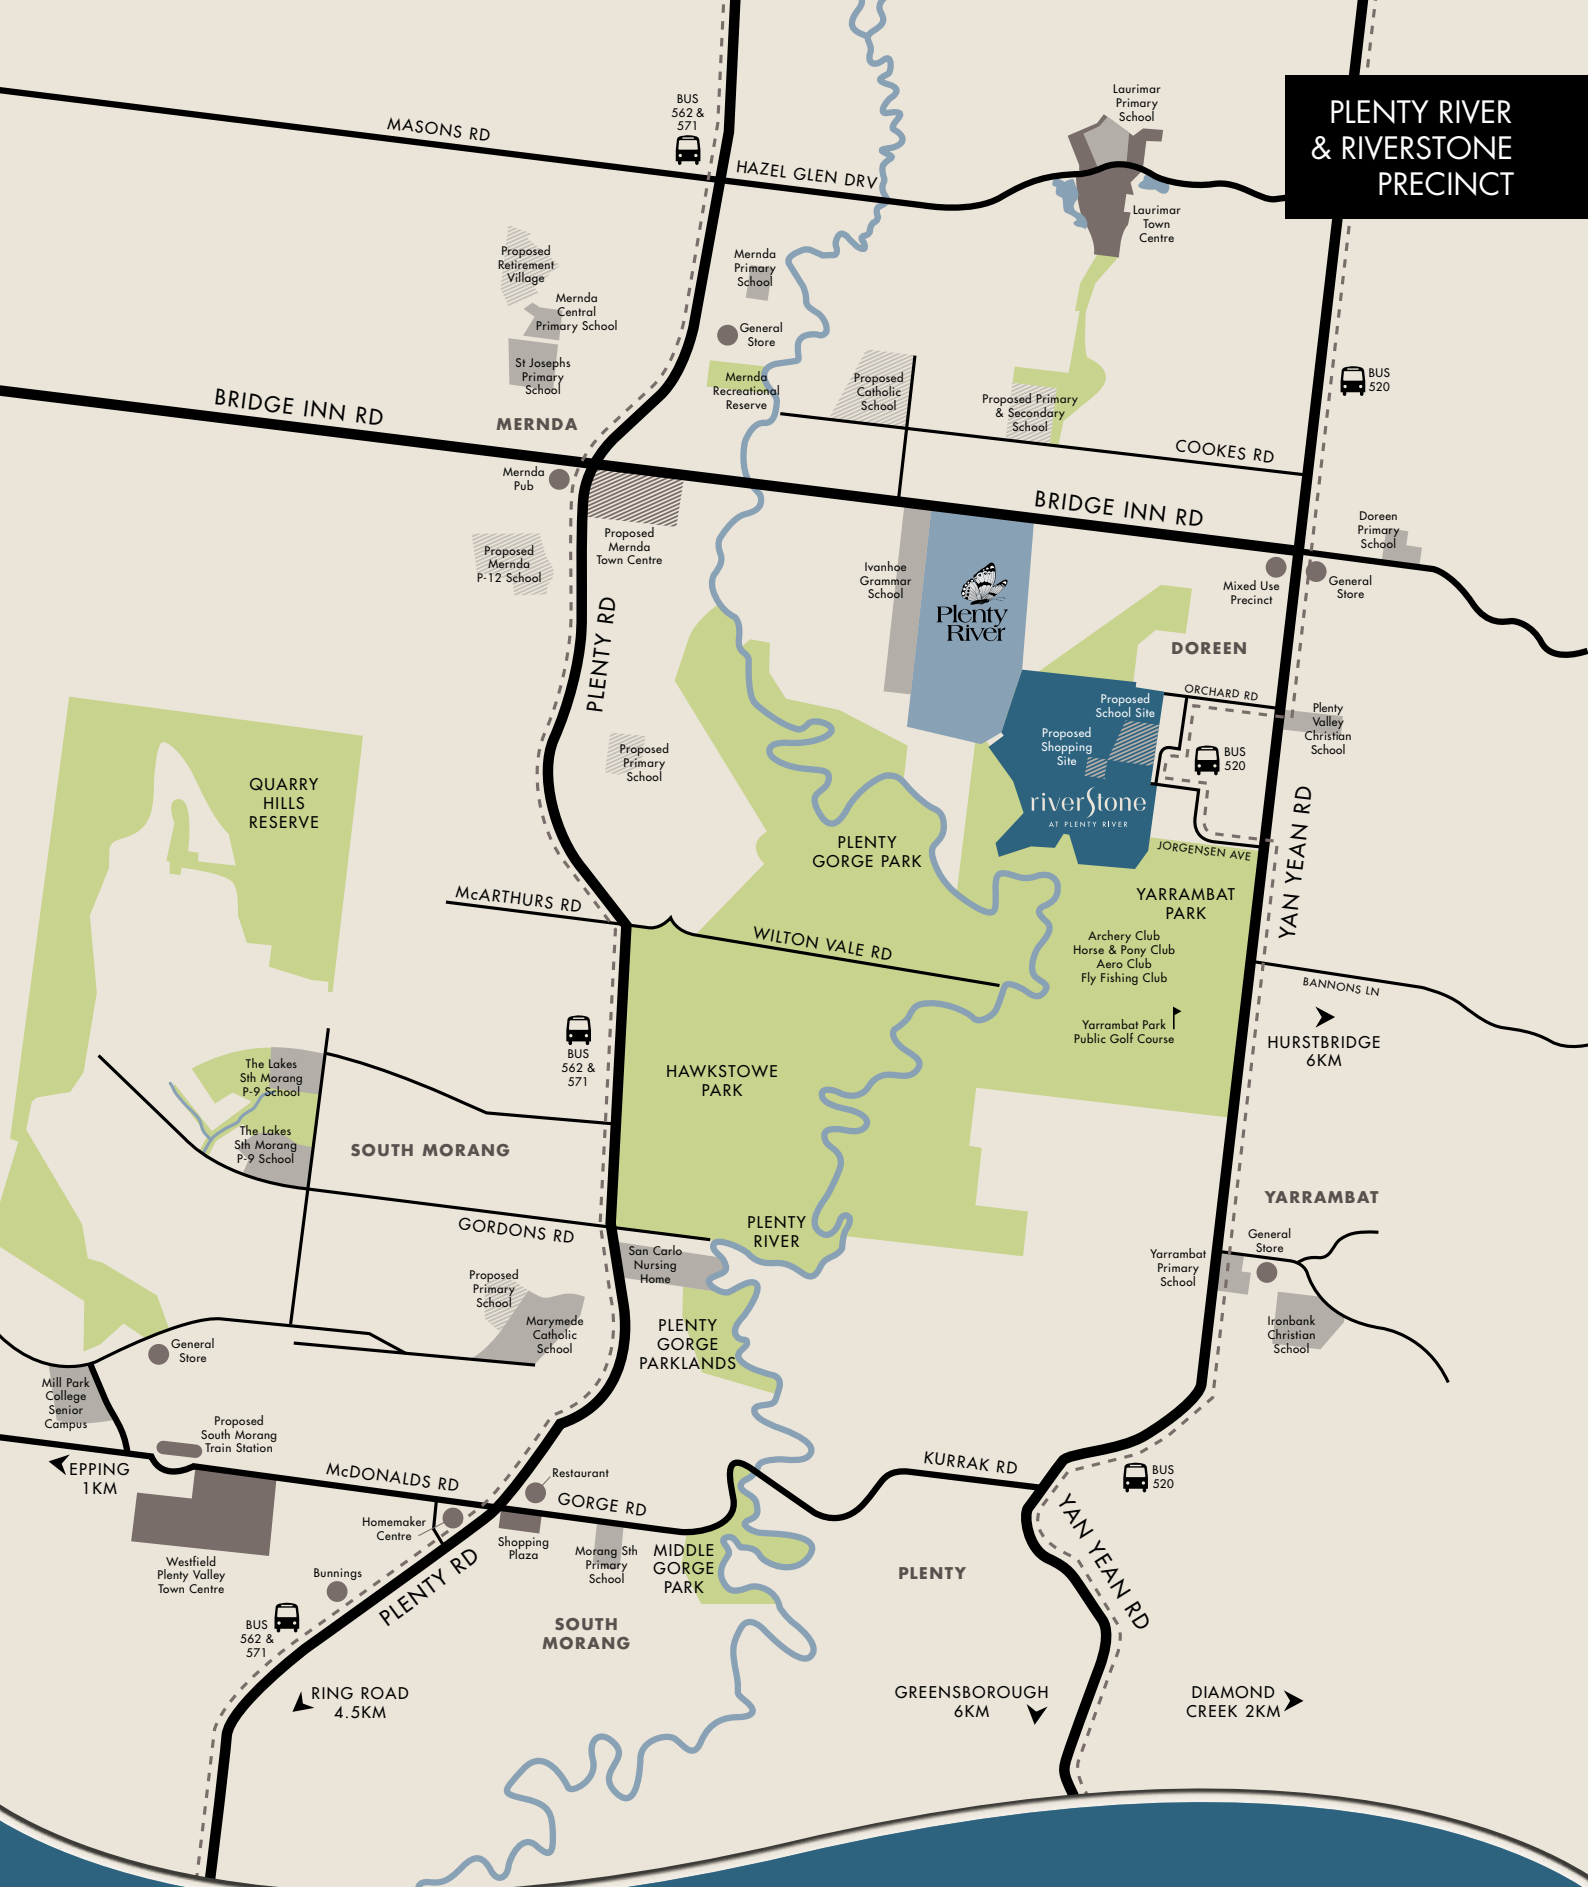 PLENTY RIVER
& RIVERSTONE
PRECINCT
Laurimar
Primary
School
BUS
562 &
571
MASONS RD
HAZEL GLEN DRV
Laurimar
Town
Centre
Proposed
Retirement
Village
Mernda
Primary
School
Mernda
Central
Primary School
General
Store
St Josephs
Primary
School
Mernda
Recreational
Reserve
Proposed
Catholic
School
Proposed Primary
& Secondary
School
BUS
520
BRIDGE INN RD
MERNDA
COOKES RD
Mernda
Pub
BRIDGE INN RD
Proposed
Mernda
Town Centre
Doreen
Primary
School
Proposed
Mernda
P-12 School
Ivanhoe
Grammar
School
Plenty
River
Mixed Use
Precinct
General
Store
PLENTY RD
DOREEN
ORCHARD RD
Proposed
School Site
Plenty
Valley
Christian
School
Proposed
Shopping
Site
Proposed
Primary
School
BUS
520
QUARRY
HILLS
RESERVE
riverstone
AT PLENTY RIVER
PLENTY
GORGE PARK
JORGENSEN AVE
YAN YEAN RD
McARTHURS RD
YARRAMBAT
PARK
WILTON VALE RD
Archery Club
Horse & Pony Club
Aero Club
Fly Fishing Club
BANNONS LN
Yarrambat Park
Public Golf Course
HURSTBRIDGE
6KM
BUS
562 &
571
The Lakes
Sth Morang
P-9 School
HAWKSTOWE
PARK
The Lakes
Sth Morang
P-9 School
SOUTH MORANG
YARRAMBAT
GORDONS RD
PLENTY
RIVER
General
Store
San Carlo
Nursing
Home
Yarrambat
Primary
School
Proposed
Primary
School
Marymede
Catholic
School
PLENTY
GORGE
PARKLANDS
Ironbank
Christian
School
General
Store
Mill Park
College
Senior
Campus
Proposed
South Morang
Train Station
EPPING
1KM
McDONALDS RD
Restaurant
KURRAK RD
BUS
520
GORGE RD
Homemaker
Centre
Shopping
Plaza
Morang Sth
Primary
School
MIDDLE
GORGE
PARK
YAN YEAN RD
Westfield
Plenty Valley
Town Centre
Bunnings
PLENTY RD
PLENTY
BUS
562 &
571
SOUTH
MORANG
RING ROAD
4.5KM
GREENSBOROUGH
6KM
DIAMOND
CREEK 2KM